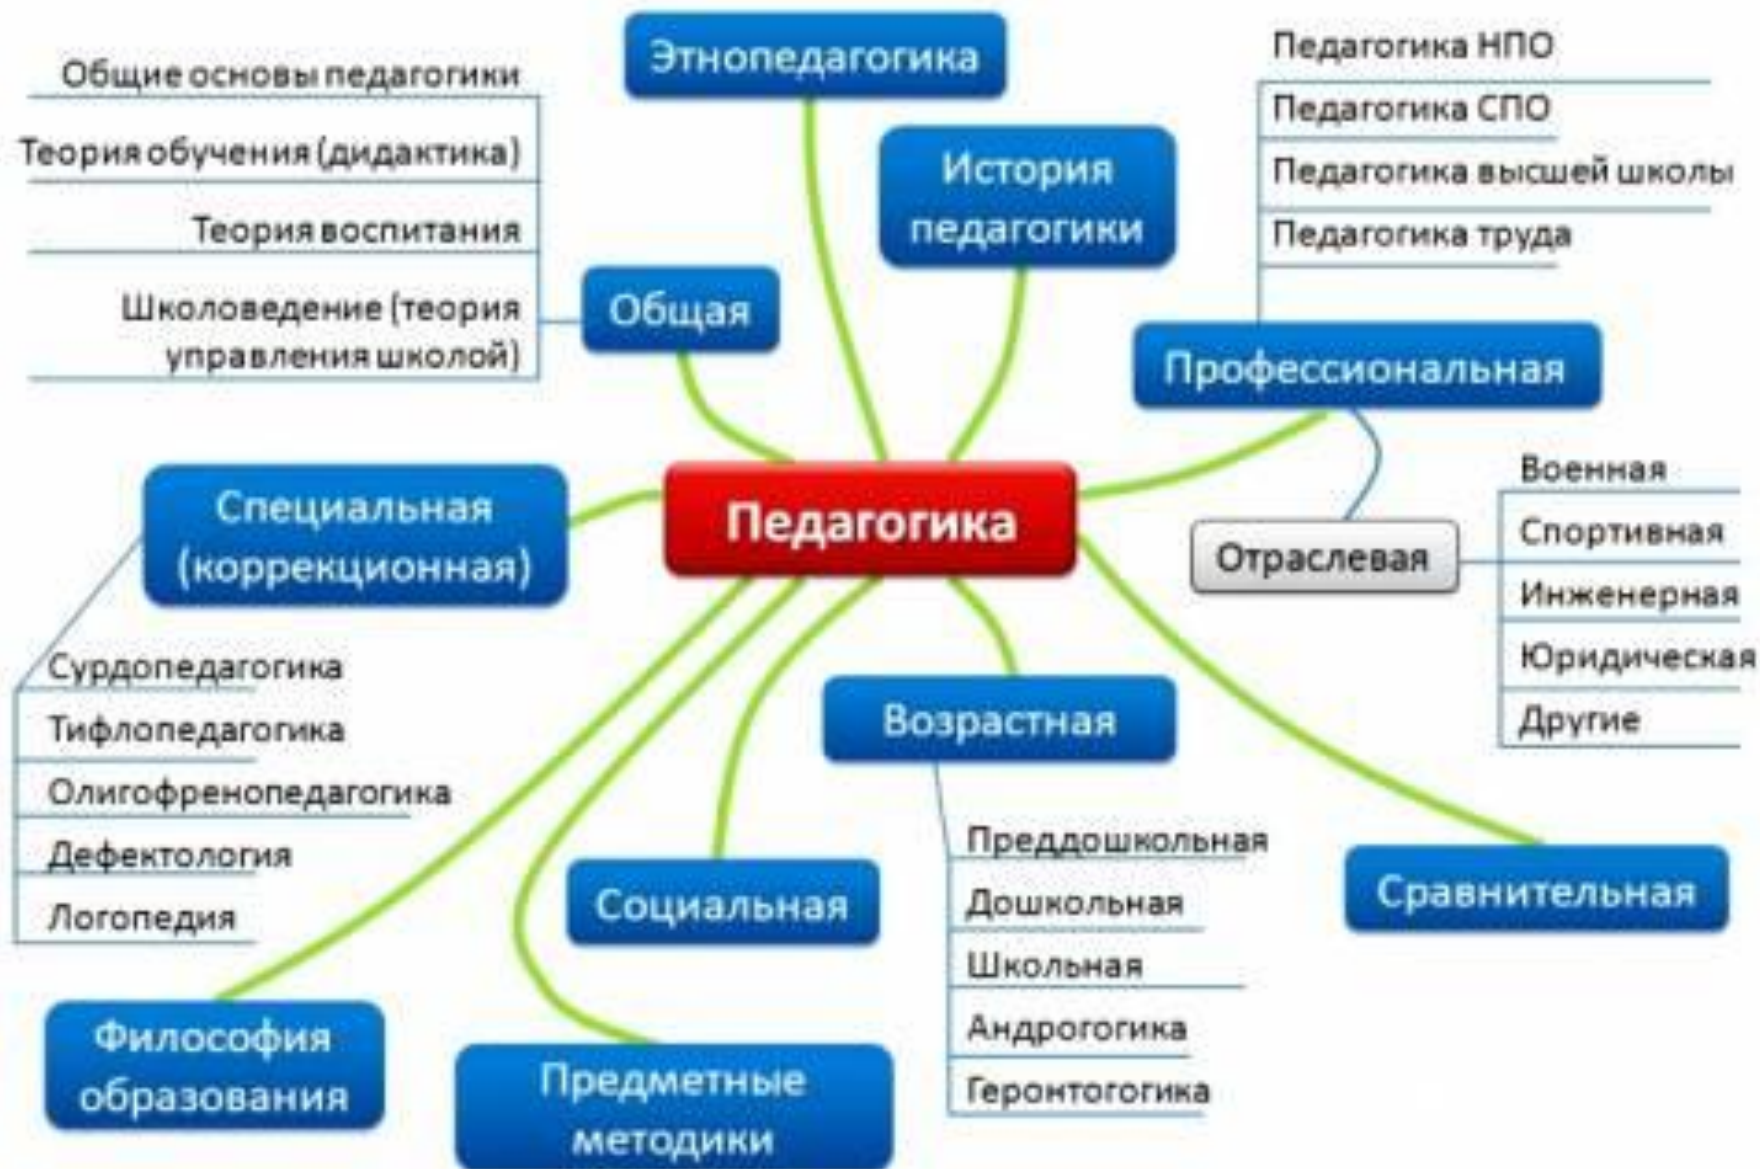 Этнопедагогика
История
педагогики
Общие основы педагогики
Теория обучения (дидактика)
Теория воспитания
Школоведение (теория
управления школой)
Общая
Педагогика НПО
Педагогика СПО
Педагогика высшей школы
Педагогика труда
Профессиональная
Педагогика
Специальная
(коррекционная)
Сурдопедагогика
Тифлопедагогика
Олигофренопедагогика
Дефектология
Логопедия
Отраслевая
Военная
Спортивная
Инженерная
Юридическая
Другие
Возрастная
Преддошкольная
Дошкольная
Школьная
Андрогогика
Геронтогогика
Социальная
Сравнительная
Философия
образования
Предметные
методики